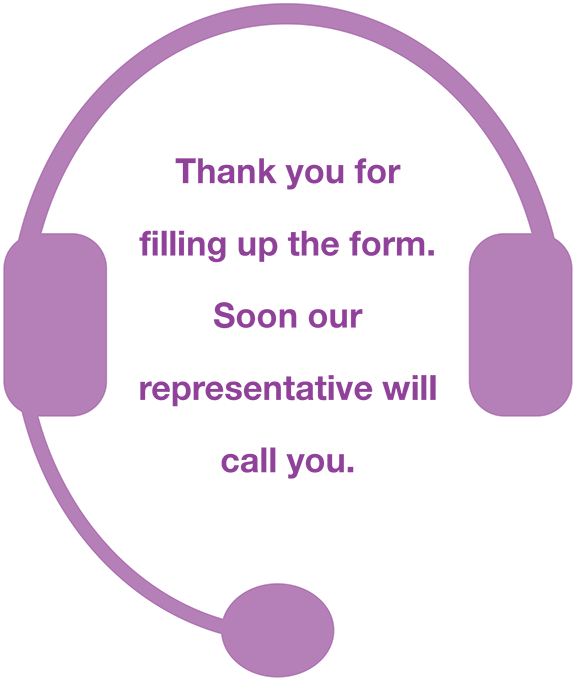 Thank you for
filling up the form.
Soon our
representative will
call you.